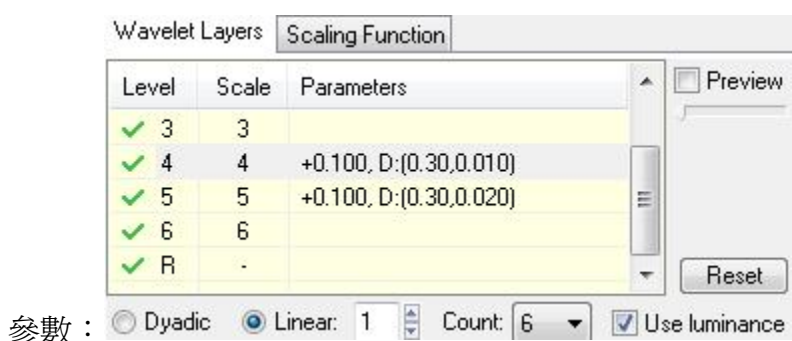 Wavelet Layers Scaling Function
Level Scale Parameters Preview
3 3
4 4 +0.100, D:(0.30,0.010)
5 5 +0.100, D:(0.30,0.020)
6 6
R - Reset
參數： Dyadic Linear: 1 Count: 6 Use luminance